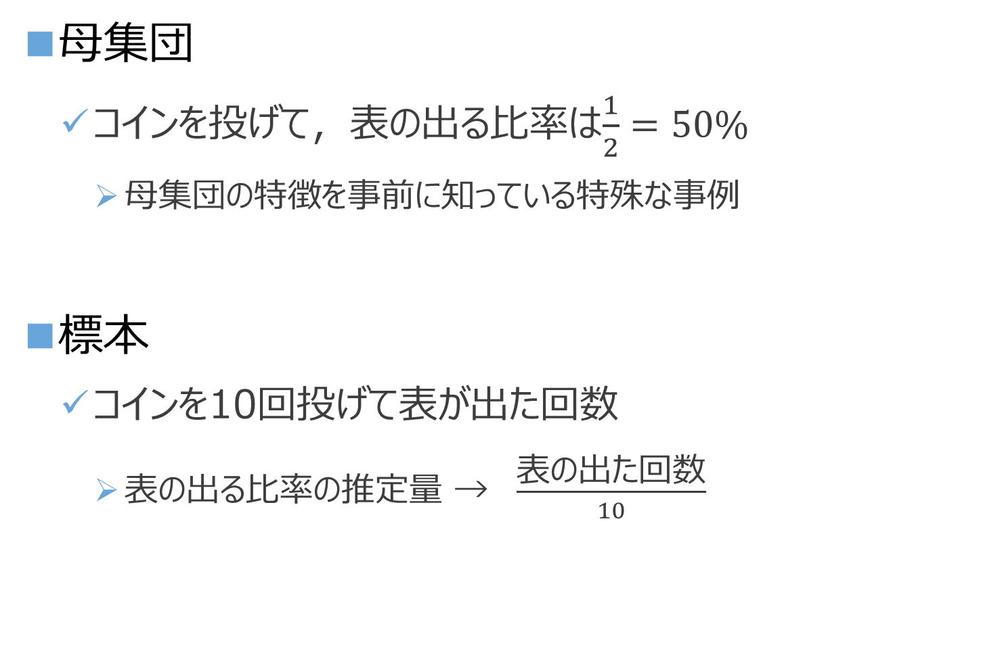 ■母集団
✓コインを投げて，表の出る比率は1/2 = 50%
➢母集団の特徴を事前に知っている特殊な事例
■標本
✓コインを10回投げて表が出た回数
➢表の出る比率の推定量 → 表の出た回数/10